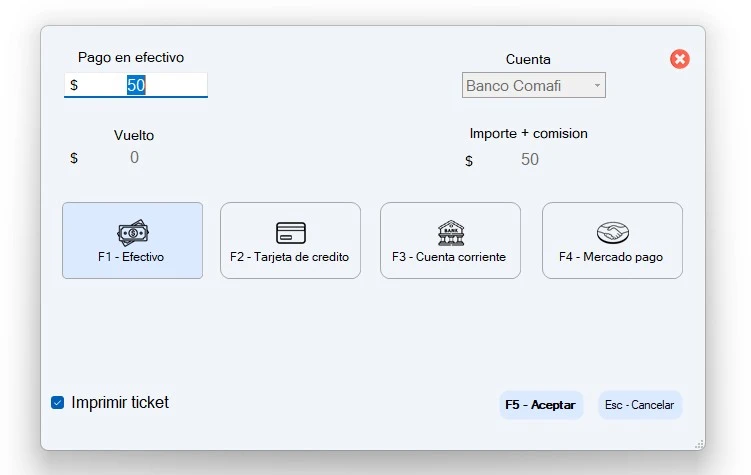 Pago en efectivo
Cuenta
$ 50
Banco Comafi
Vuelto
Importe + comision
$ 0
$ 50
BANK
F1 - Efectivo
F2 - Tarjeta de credito
F3 - Cuenta corriente
F4 - Mercado pago
Imprimir ticket
F5 - Aceptar
Esc - Cancelar